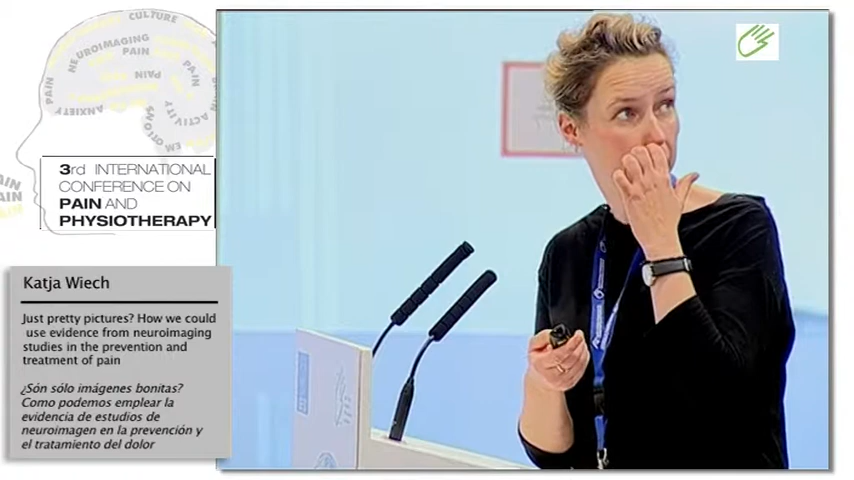 CULTURE
NEUROIMAGING
PAIN
PAIN
PAIN
PAIN
ANXIETY
ACTIVITY
3rd INTERNATIONAL
CONFERENCE ON
PAIN AND
PHYSIOTHERAPY
Katja Wiech
Just pretty pictures? How we could
use evidence from neuroimaging
studies in the prevention and
treatment of pain
¿Són sólo imágenes bonitas?
Como podemos emplear la
evidencia de estudios de
neuroimagen en la prevención y
el tratamiento del dolor